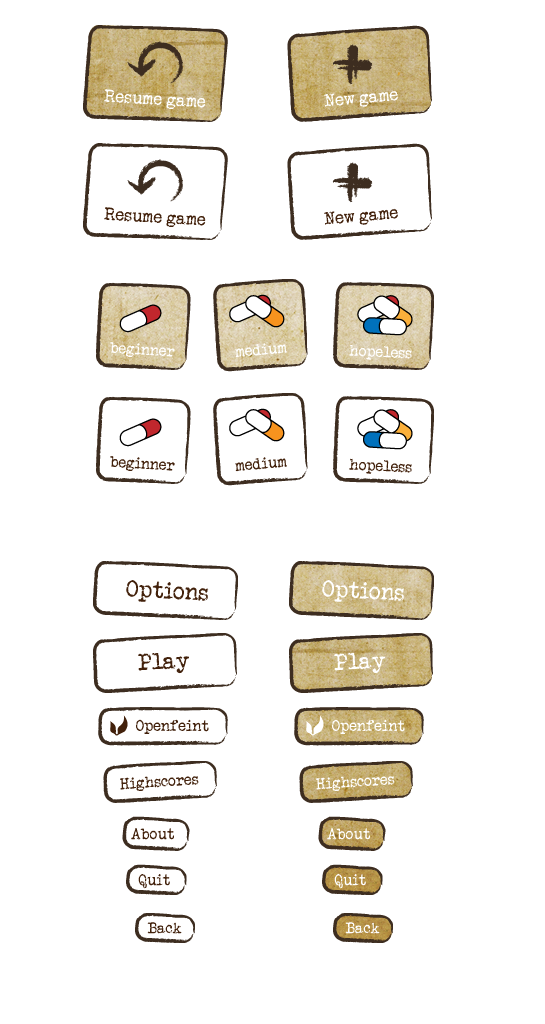 Resume game
New game
Resume game
New game
beginner
medium
hopeless
beginner
medium
hopeless
Options
Options
Play
Play
Openfeint
Openfeint
Highscores
Highscores
About
About
Quit
Quit
Back
Back